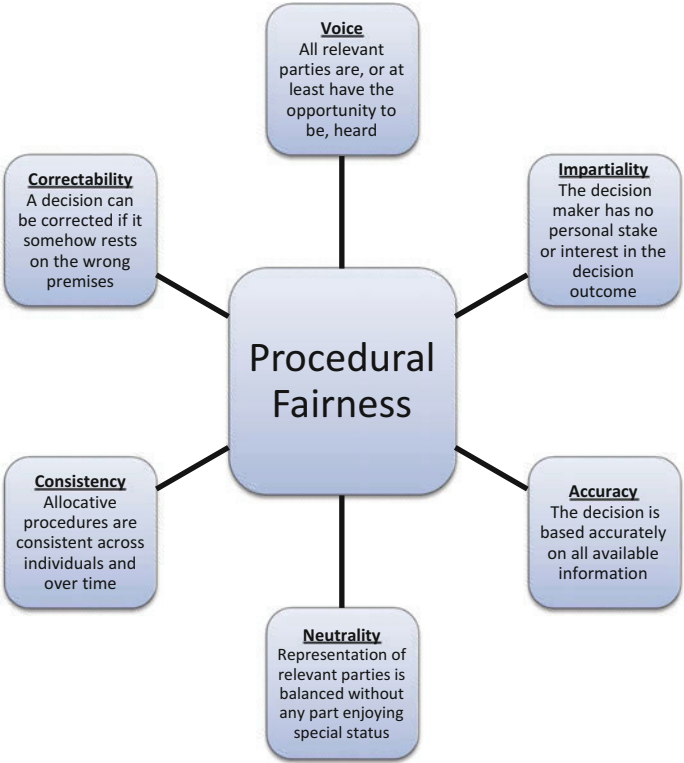 Voice
All relevant
parties are, or at
least have the
opportunity to
be, heard
Correctability
A decision can
be corrected if it
somehow rests
on the wrong
premises
Impartiality
The decision
maker has no
personal stake
or interest in the
decision
outcome
Procedural
Fairness
Consistency
Allocative
procedures are
consistent across
individuals and
over time
Accuracy
The decision is
based accurately
on all available
information
Neutrality
Representation of
relevant parties is
balanced without
any part enjoying
special status